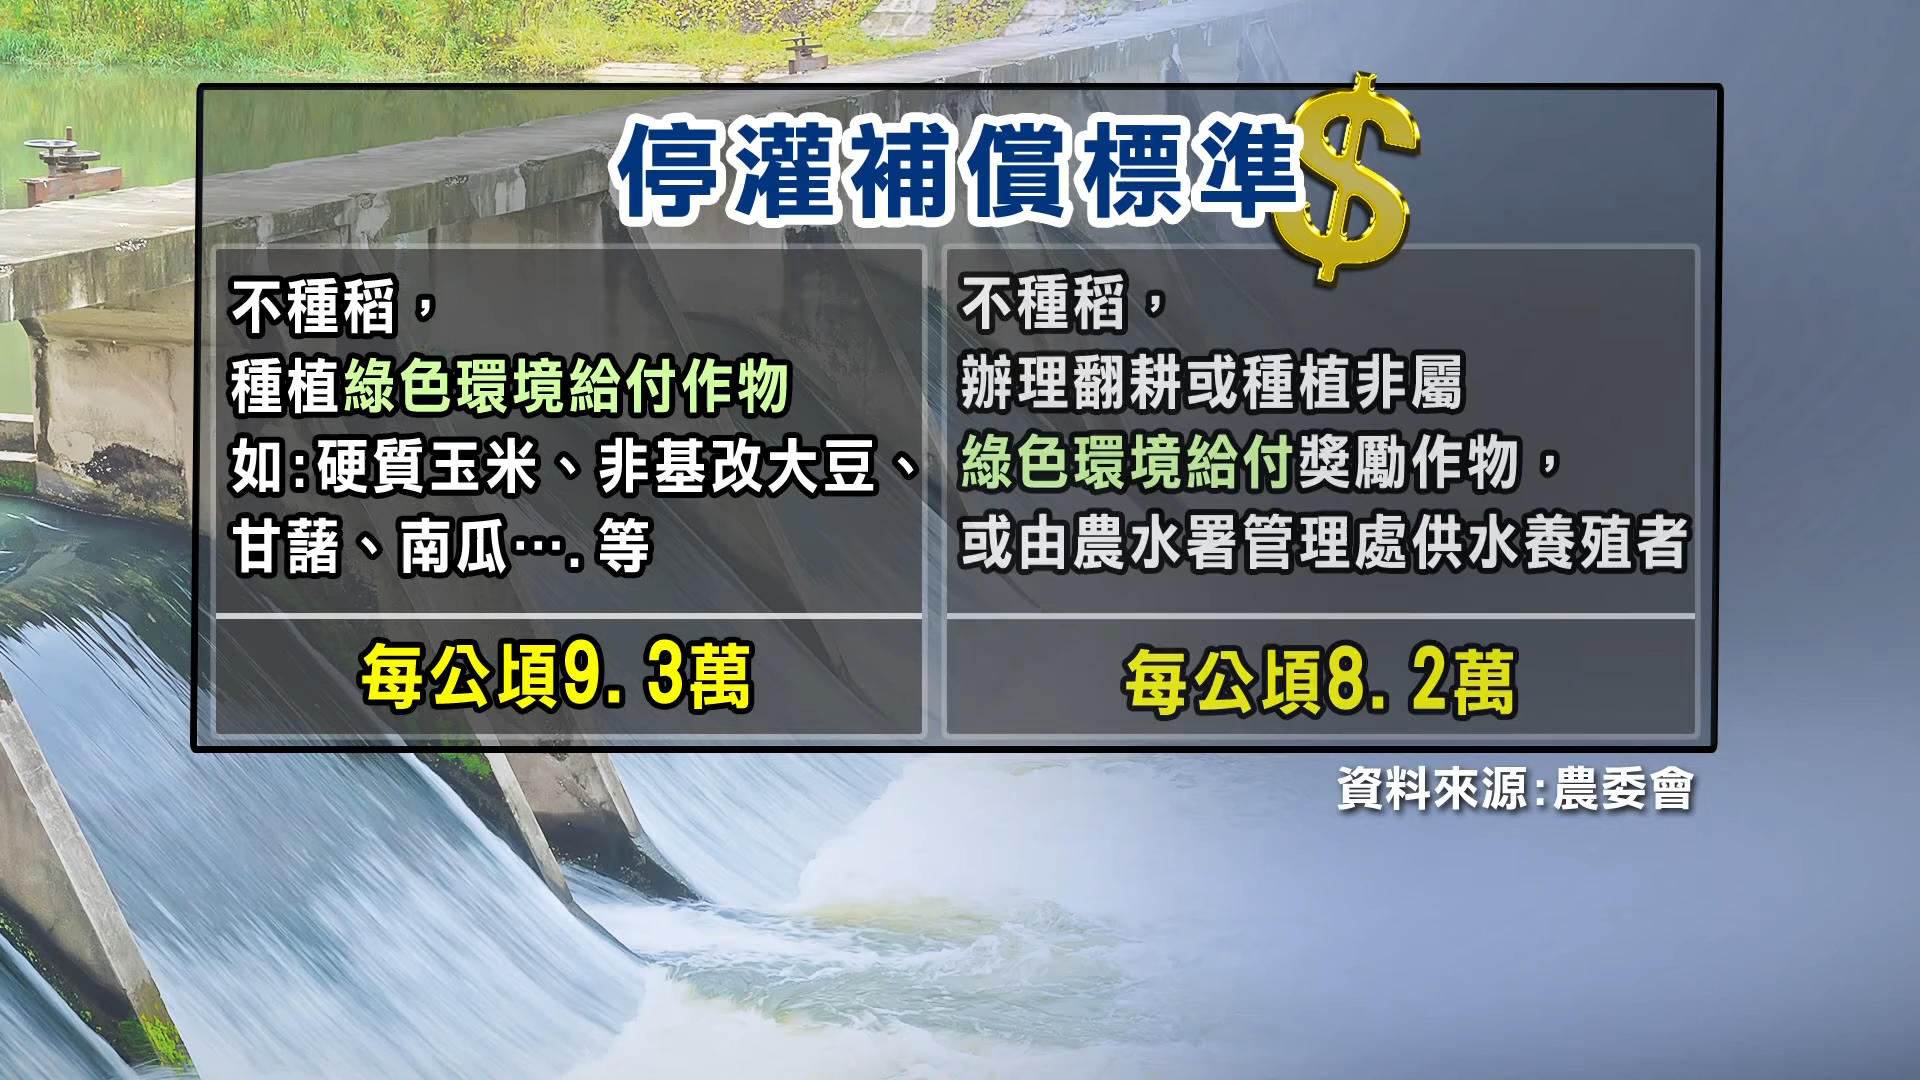 停灌補償標準
$
不種稻，
種植綠色環境給付作物
如:硬質玉米、非基改大豆、
甘藷、南瓜….等
每公頃9.3萬
不種稻，
辦理翻耕或種植非屬
綠色環境給付獎勵作物，
或由農水署管理處供水養殖者
每公頃8.2萬
資料來源:農委會